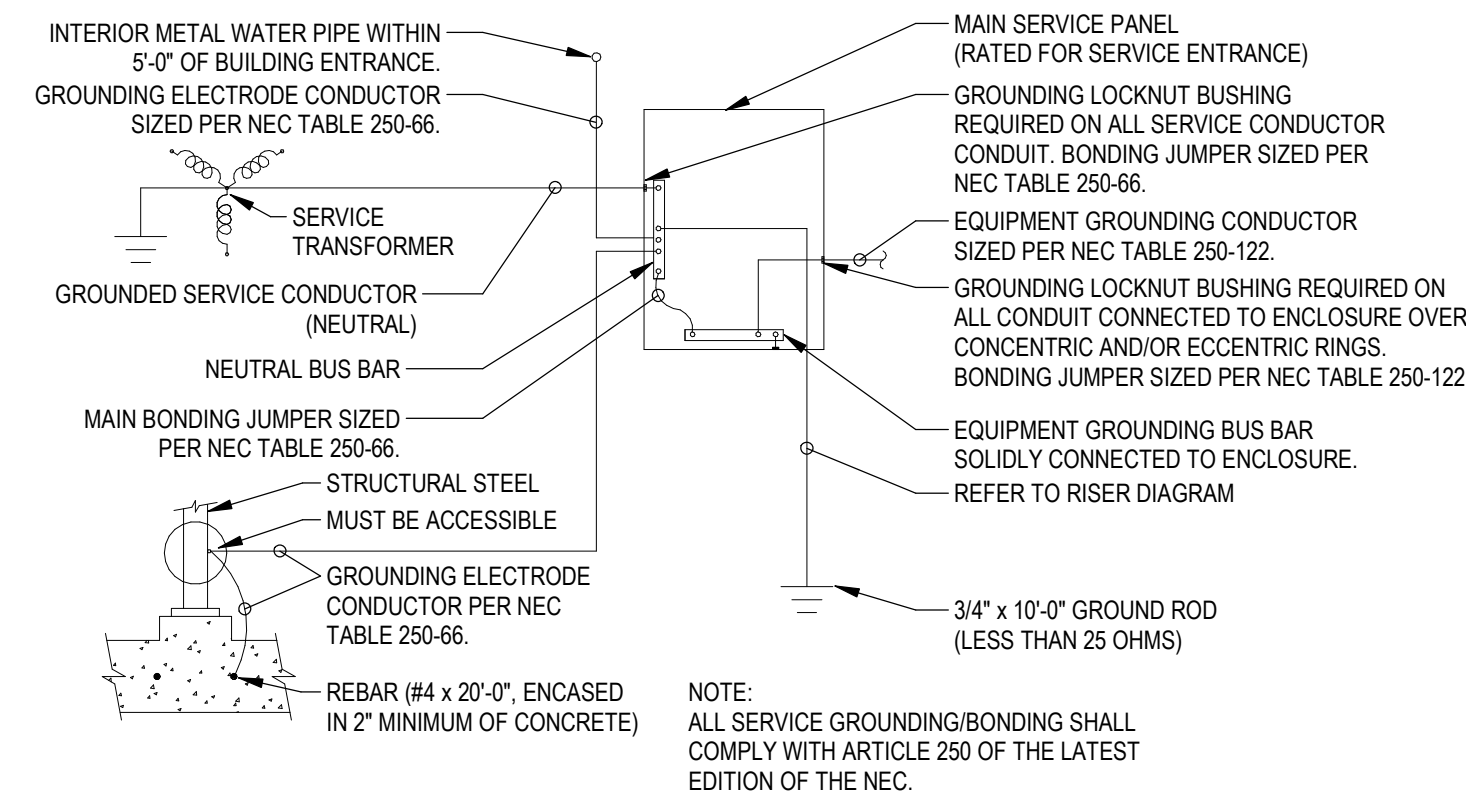 INTERIOR METAL WATER PIPE WITHIN
5'-0" OF BUILDING ENTRANCE.
GROUNDING ELECTRODE CONDUCTOR
SIZED PER NEC TABLE 250-66.
SERVICE
TRANSFORMER
GROUNDED SERVICE CONDUCTOR
(NEUTRAL)
NEUTRAL BUS BAR
MAIN BONDING JUMPER SIZED
PER NEC TABLE 250-66.
STRUCTURAL STEEL
MUST BE ACCESSIBLE
GROUNDING ELECTRODE
CONDUCTOR PER NEC
TABLE 250-66.
REBAR (#4 x 20'-0", ENCASED
IN 2" MINIMUM OF CONCRETE)
MAIN SERVICE PANEL
(RATED FOR SERVICE ENTRANCE)
GROUNDING LOCKNUT BUSHING
REQUIRED ON ALL SERVICE CONDUCTOR
CONDUIT. BONDING JUMPER SIZED PER
NEC TABLE 250-66.
EQUIPMENT GROUNDING CONDUCTOR
SIZED PER NEC TABLE 250-122.
GROUNDING LOCKNUT BUSHING REQUIRED ON
ALL CONDUIT CONNECTED TO ENCLOSURE OVER
CONCENTRIC AND/OR ECCENTRIC RINGS.
BONDING JUMPER SIZED PER NEC TABLE 250-122
EQUIPMENT GROUNDING BUS BAR
SOLIDLY CONNECTED TO ENCLOSURE.
REFER TO RISER DIAGRAM
3/4" x 10'-0" GROUND ROD
(LESS THAN 25 OHMS)
NOTE:
ALL SERVICE GROUNDING/BONDING SHALL
COMPLY WITH ARTICLE 250 OF THE LATEST
EDITION OF THE NEC.